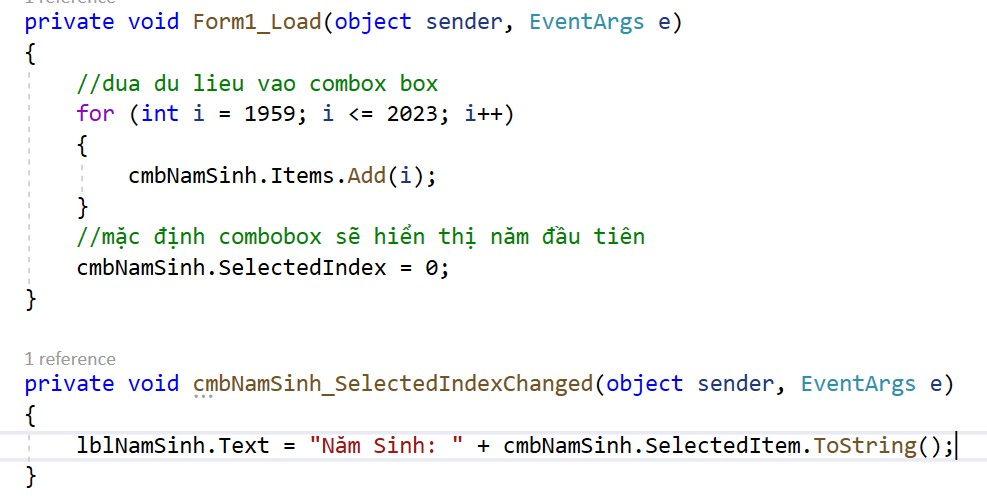 1 reference
private void Form1_Load(object sender, EventArgs e)
{
//dua du lieu vao combox box
for (int i = 1959; i <= 2023; i++)
{
cmbNamSinh.Items.Add(i);
}
//mặc định combobox sẽ hiển thị năm đầu tiên
cmbNamSinh.SelectedIndex = 0;
}
1 reference
private void cmbNamSinh_SelectedIndexChanged(object sender, EventArgs e)
{
lblNamSinh.Text = "Năm Sinh: " + cmbNamSinh.SelectedItem.ToString();
}